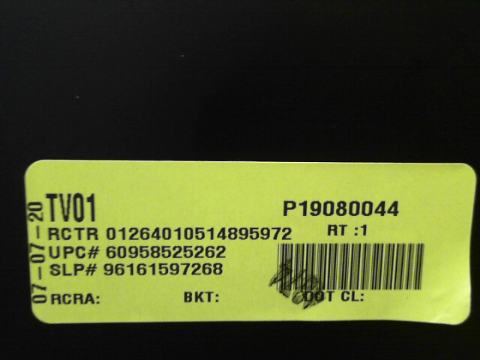 07-07-20
TV01 P19080044
RCTR 01264010514895972 RT :1
UPC# 60958525262
SLP# 96161597268
RCRA: BKT: DOT CL: